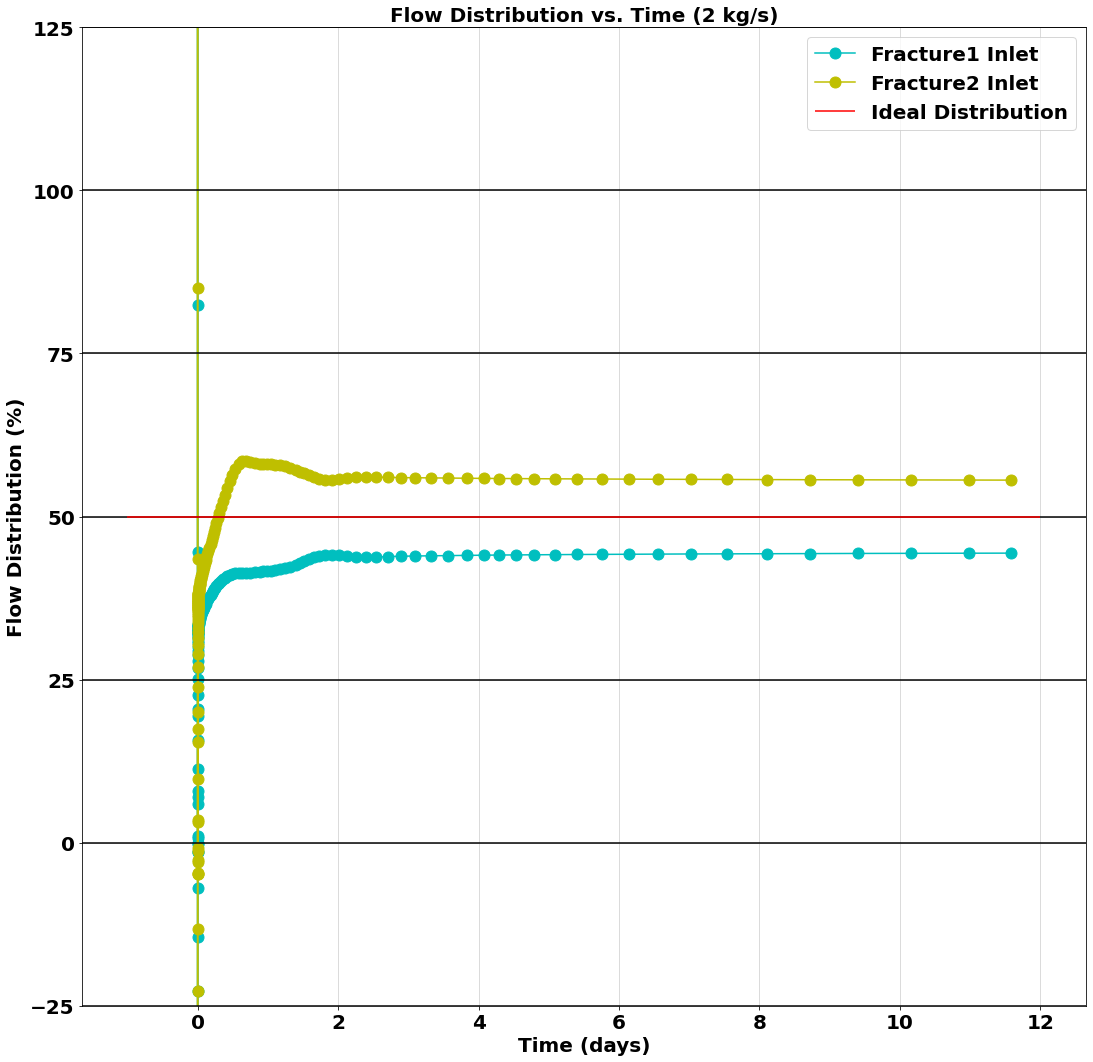 Flow Distribution vs. Time (2 kg/s)
Fracture1 Inlet
Fracture2 Inlet
Ideal Distribution
Flow Distribution (%)
125
100
75
50
25
0
−25
0 2 4 6 8 10 12
Time (days)